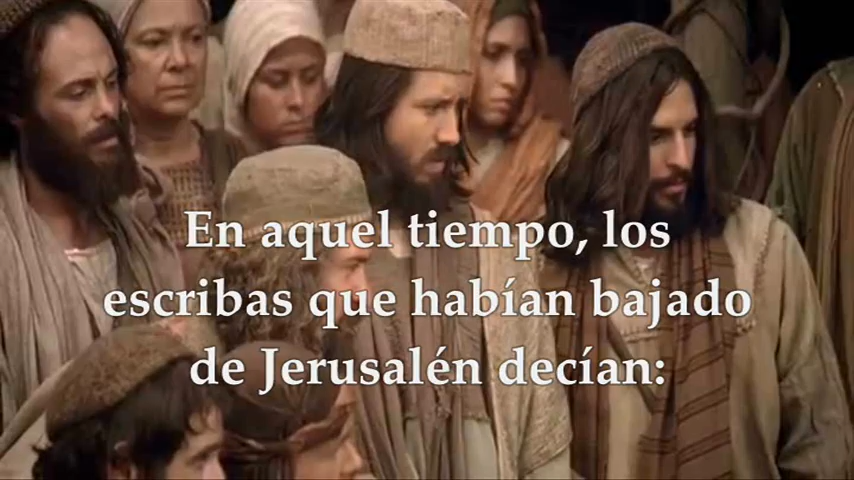 En aquel tiempo, los
escribas que habían bajado
de Jerusalén decían: